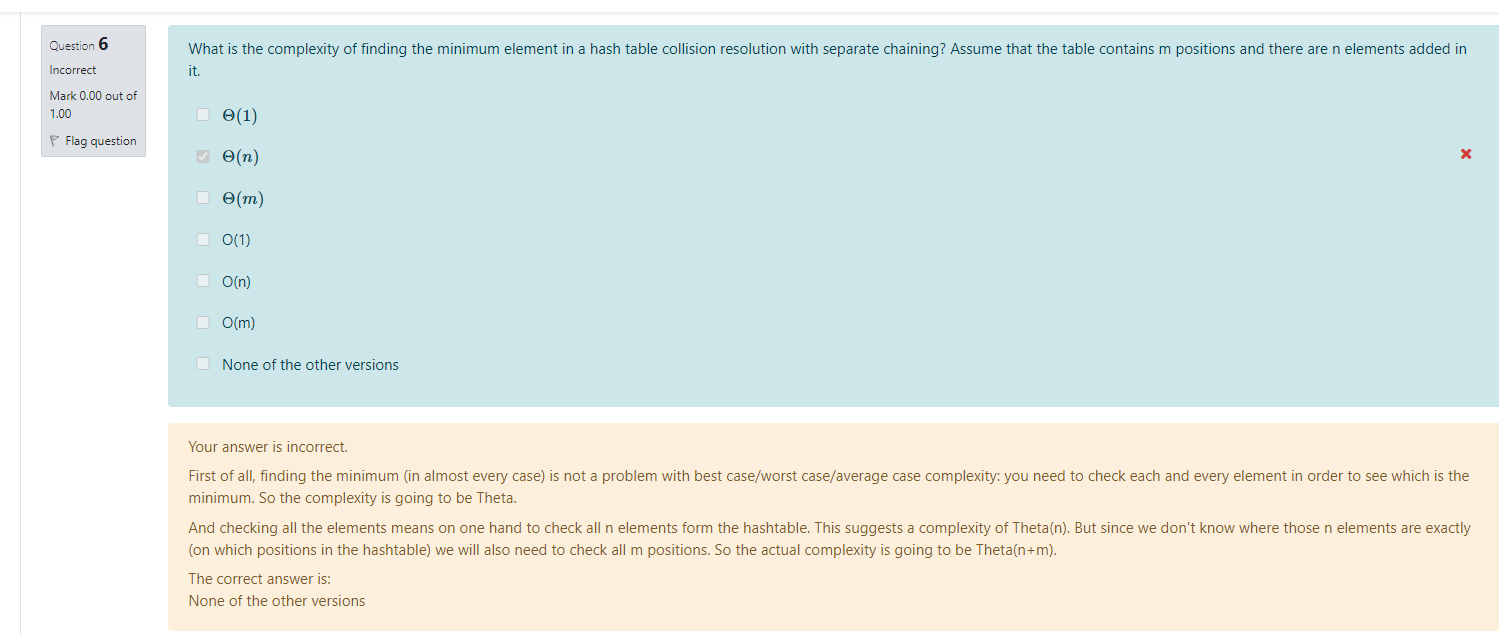 Question 6
Incorrect
Mark 0.00 out of
1.00
Flag question
What is the complexity of finding the minimum element in a hash table collision resolution with separate chaining? Assume that the table contains m positions and there are n elements added in
it.
Θ(1)
Θ(n)
Θ(m)
O(1)
O(n)
O(m)
None of the other versions
Your answer is incorrect.
First of all, finding the minimum (in almost every case) is not a problem with best case/worst case/average case complexity: you need to check each and every element in order to see which is the
minimum. So the complexity is going to be Theta.
And checking all the elements means on one hand to check all n elements form the hashtable. This suggests a complexity of Theta(n). But since we don't know where those n elements are exactly
(on which positions in the hashtable) we will also need to check all m positions. So the actual complexity is going to be Theta(n+m).
The correct answer is:
None of the other versions